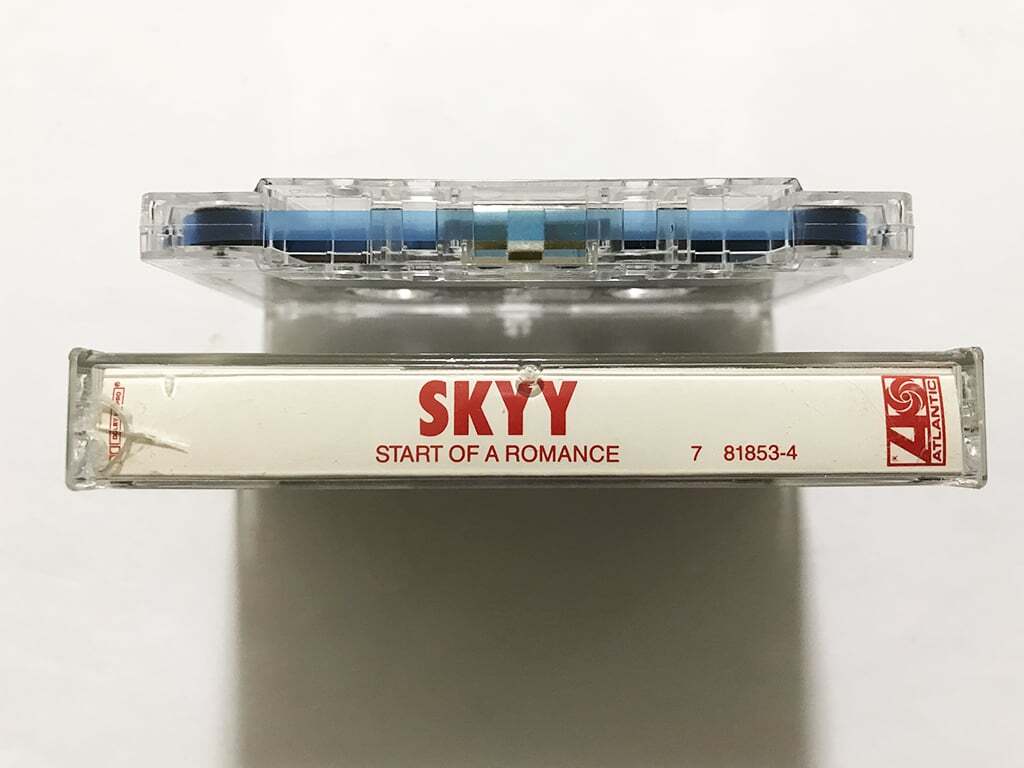 SKYY
START OF A ROMANCE 7 81853-4
ATLANTIC